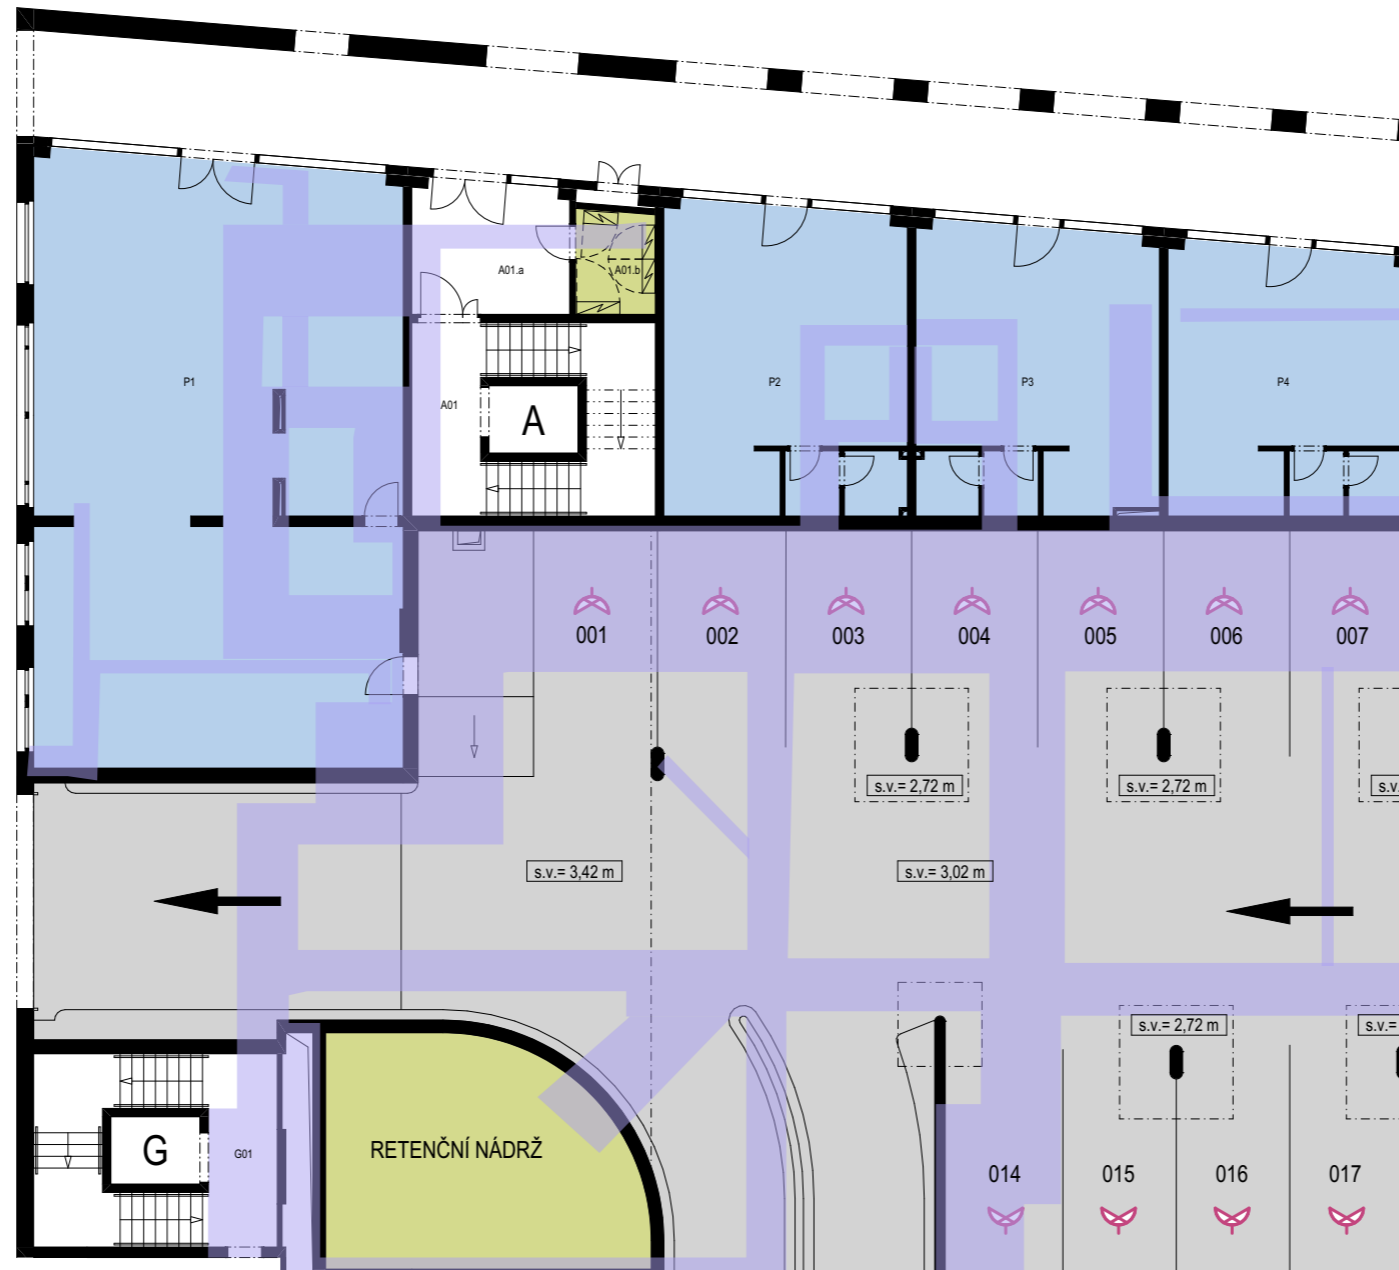 A01.a
A01.b
P1
P2
P3
P4
A01
A
001
002
003
004
005
006
007
s.v.= 2,72 m
s.v.= 2,72 m
s.v.
s.v.= 3,42 m
s.v.= 3,02 m
s.v.= 2,72 m
s.v.=
G
G01
RETENČNÍ NÁDRŽ
014
015
016
017